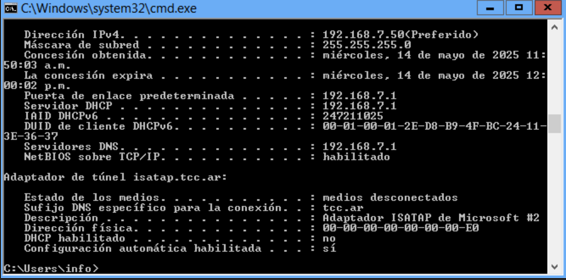 C:\Windows\system32\cmd.exe
Dirección IPv4. . . . . . . . . . . . . . : 192.168.7.50(Preferido)
Máscara de subred . . . . . . . . . . . . : 255.255.255.0
Concesión obtenida. . . . . . . . . . . . : miércoles, 14 de mayo de 2025 11:
50:03 a.m.
La concesión expira . . . . . . . . . . . : miércoles, 14 de mayo de 2025 12:
00:02 p.m.
Puerta de enlace predeterminada . . . . . : 192.168.7.1
Servidor DHCP . . . . . . . . . . . . . . : 192.168.7.1
IAID DHCPv6 . . . . . . . . . . . . . . . : 247211025
DUID de cliente DHCPv6. . . . . . . . . . : 00-01-00-01-2E-D8-B9-4F-BC-24-11-
3E-36-37
Servidores DNS. . . . . . . . . . . . . . : 192.168.7.1
NetBIOS sobre TCP/IP. . . . . . . . . . . : habilitado
Adaptador de túnel isatap.tcc.ar:
Estado de los medios. . . . . . . . . . . : medios desconectados
Sufijo DNS específico para la conexión. . : tcc.ar
Descripción . . . . . . . . . . . . . . . : Adaptador ISATAP de Microsoft #2
Dirección física. . . . . . . . . . . . . : 00-00-00-00-00-00-00-E0
DHCP habilitado . . . . . . . . . . . . . : no
Configuración automática habilitada . . . : sí
C:\Users\info>